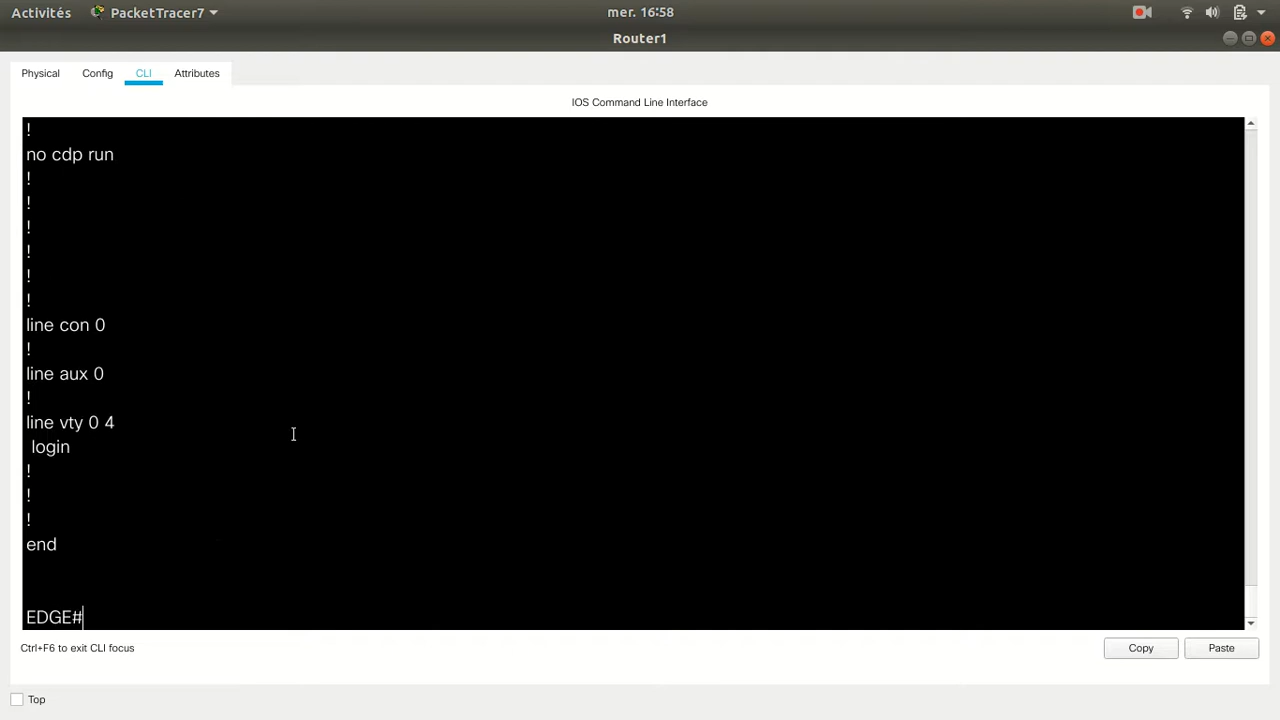 Activités PacketTracer7 mer. 16:58
Router1
Physical Config CLI Attributes
IOS Command Line Interface
!
no cdp run
!
!
!
!
!
!
line con 0
!
line aux 0
!
line vty 0 4
login
!
!
!
end
EDGE#
Ctrl+F6 to exit CLI focus Copy Paste
Top